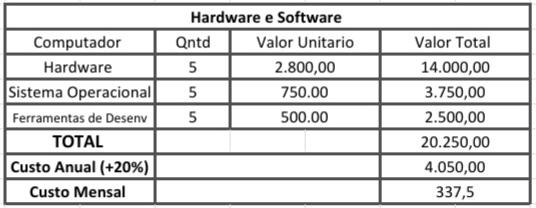 Hardware e Software
Computador Qntd Valor Unitario Valor Total
Hardware 5 2.800,00 14.000,00
Sistema Operacional 5 750.00 3.750,00
Ferramentas de Desenv 5 500.00 2.500,00
TOTAL 20.250,00
Custo Anual (+20%) 4.050,00
Custo Mensal 337,5